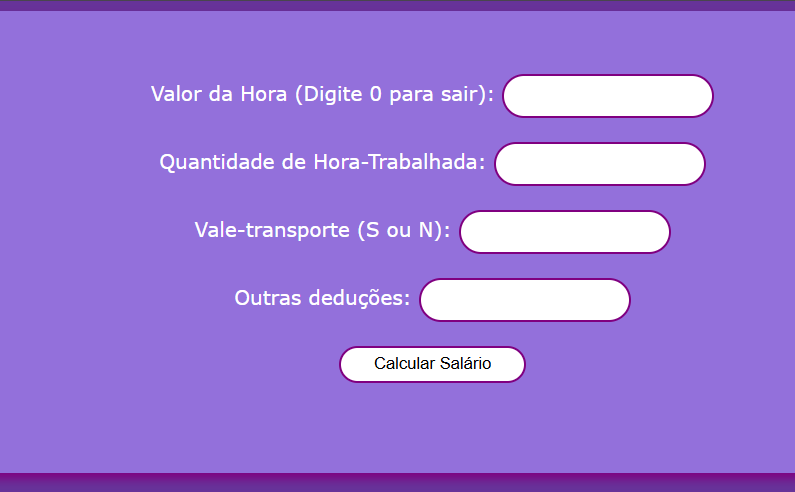 Valor da Hora (Digite 0 para sair):
Quantidade de Hora-Trabalhada:
Vale-transporte (S ou N):
Outras deduções:
Calcular Salário